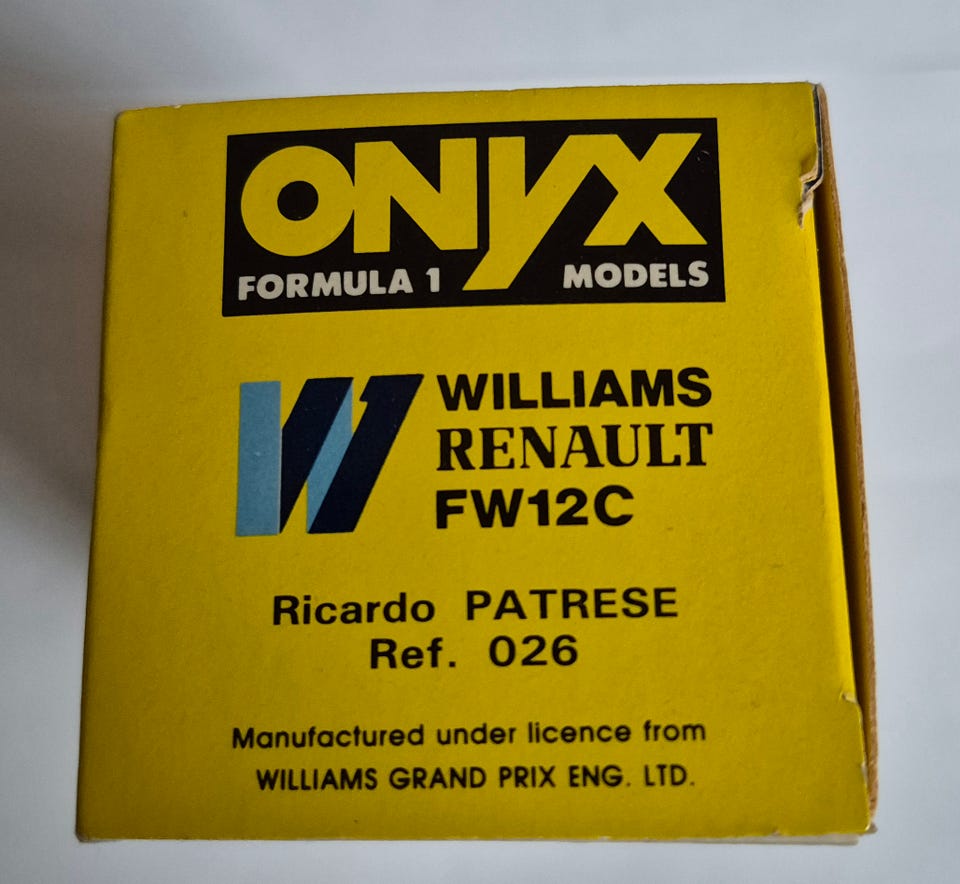 ONYX
FORMULA 1 MODELS
W
WILLIAMS
RENAULT
FW12C
Ricardo PATRESE
Ref. 026
Manufactured under licence from
WILLIAMS GRAND PRIX ENG. LTD.